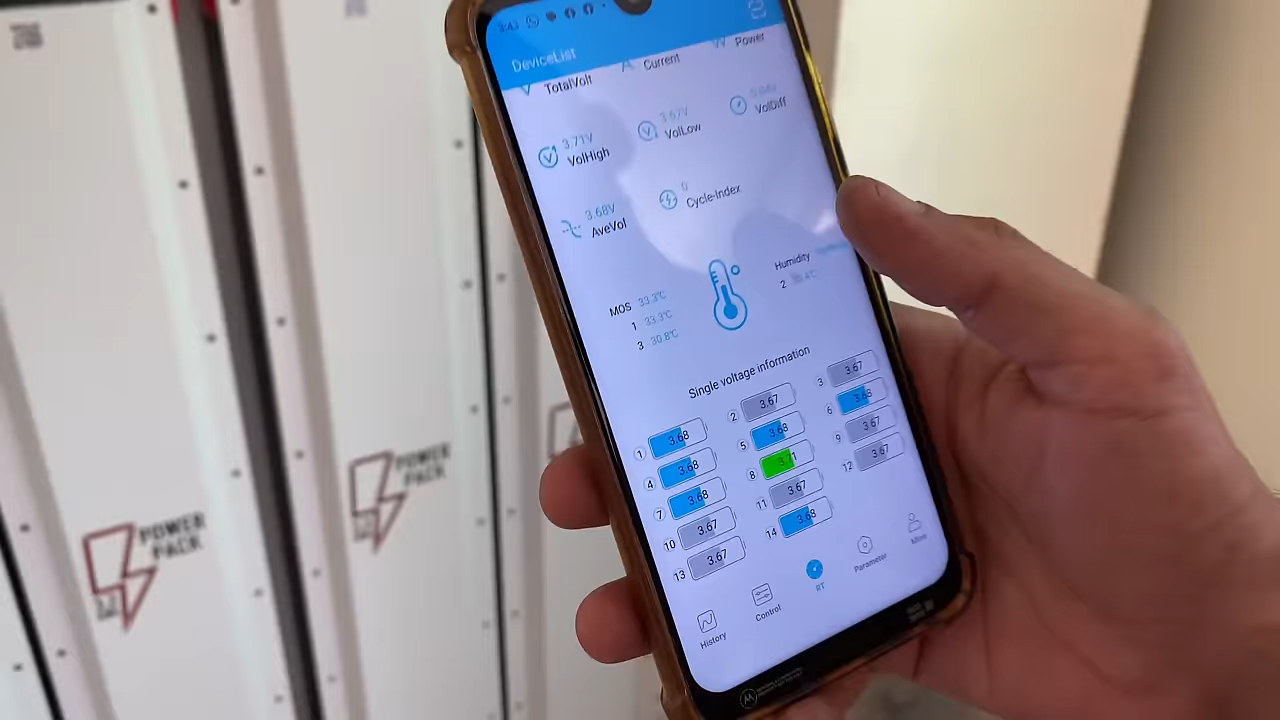 3:43
DeviceList
TotalVolt
Current
Power
3.71V
VolHigh
3.67V
VolLow
VolDiff
3.68V
AveVol
0
Cycle-Index
MOS 33.3°C
1 33.3°C
3 30.8°C
Humidity
2
Single voltage information
1 3.68
2 3.67
3 3.67
4 3.68
5 3.68
6 3.68
7 3.68
8 3.71
9 3.67
10 3.67
11 3.67
12 3.67
13 3.67
14 3.68
History
Control
RT
Parameter
More
POWER
PACK
POWER
PACK